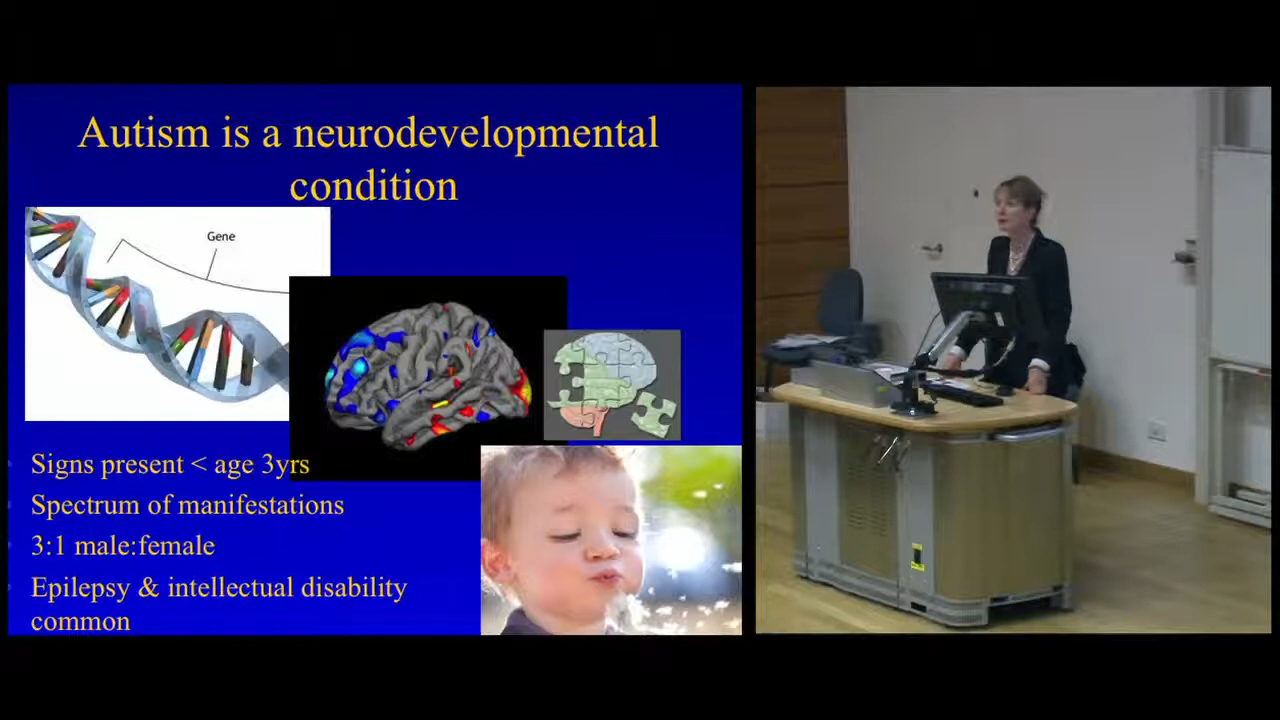 Autism is a neurodevelopmental
condition
Gene
Signs present < age 3yrs
Spectrum of manifestations
3:1 male:female
Epilepsy & intellectual disability
common